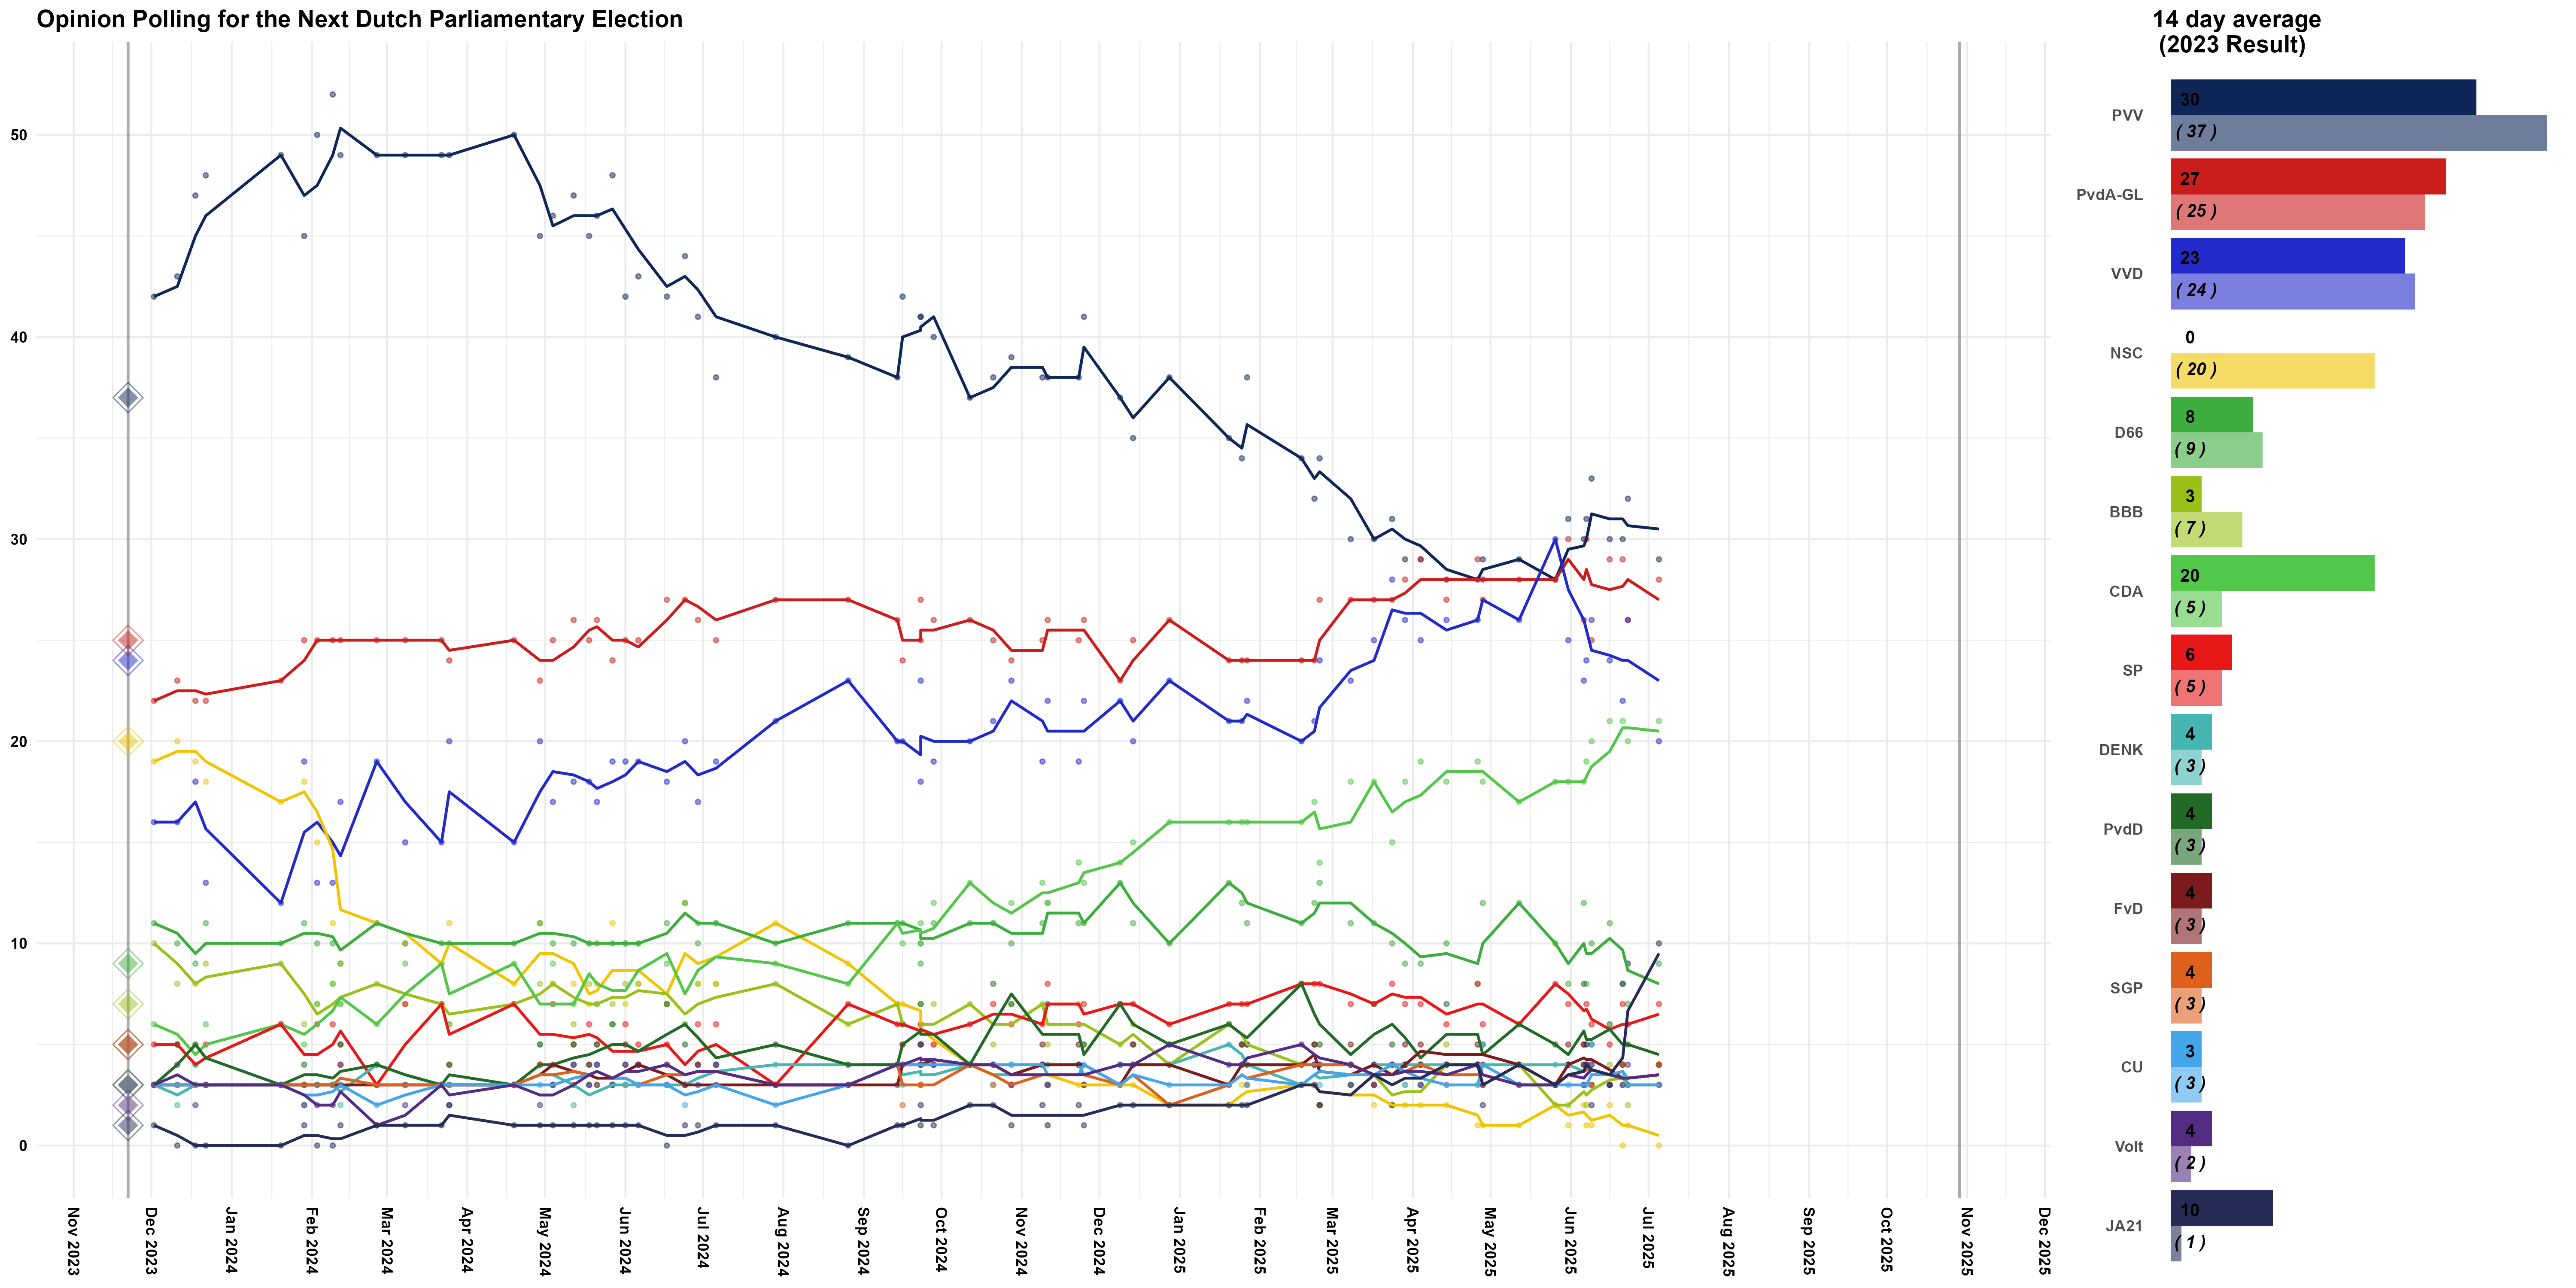 Opinion Polling for the Next Dutch Parliamentary Election
50
40
30
20
10
0
Nov 2023
Dec 2023
Jan 2024
Feb 2024
Mar 2024
Apr 2024
May 2024
Jun 2024
Jul 2024
Aug 2024
Sep 2024
Oct 2024
Nov 2024
Dec 2024
Jan 2025
Feb 2025
Mar 2025
Apr 2025
May 2025
Jun 2025
Jul 2025
Aug 2025
Sep 2025
Oct 2025
Nov 2025
Dec 2025
14 day average
(2023 Result)
PVV
30
( 37 )
PvdA-GL
27
( 25 )
VVD
23
( 24 )
NSC
0
( 20 )
D66
8
( 9 )
BBB
3
( 7 )
CDA
20
( 5 )
SP
6
( 5 )
DENK
4
( 3 )
PvdD
4
( 3 )
FvD
4
( 3 )
SGP
4
( 3 )
CU
3
( 3 )
Volt
4
( 2 )
JA21
10
( 1 )